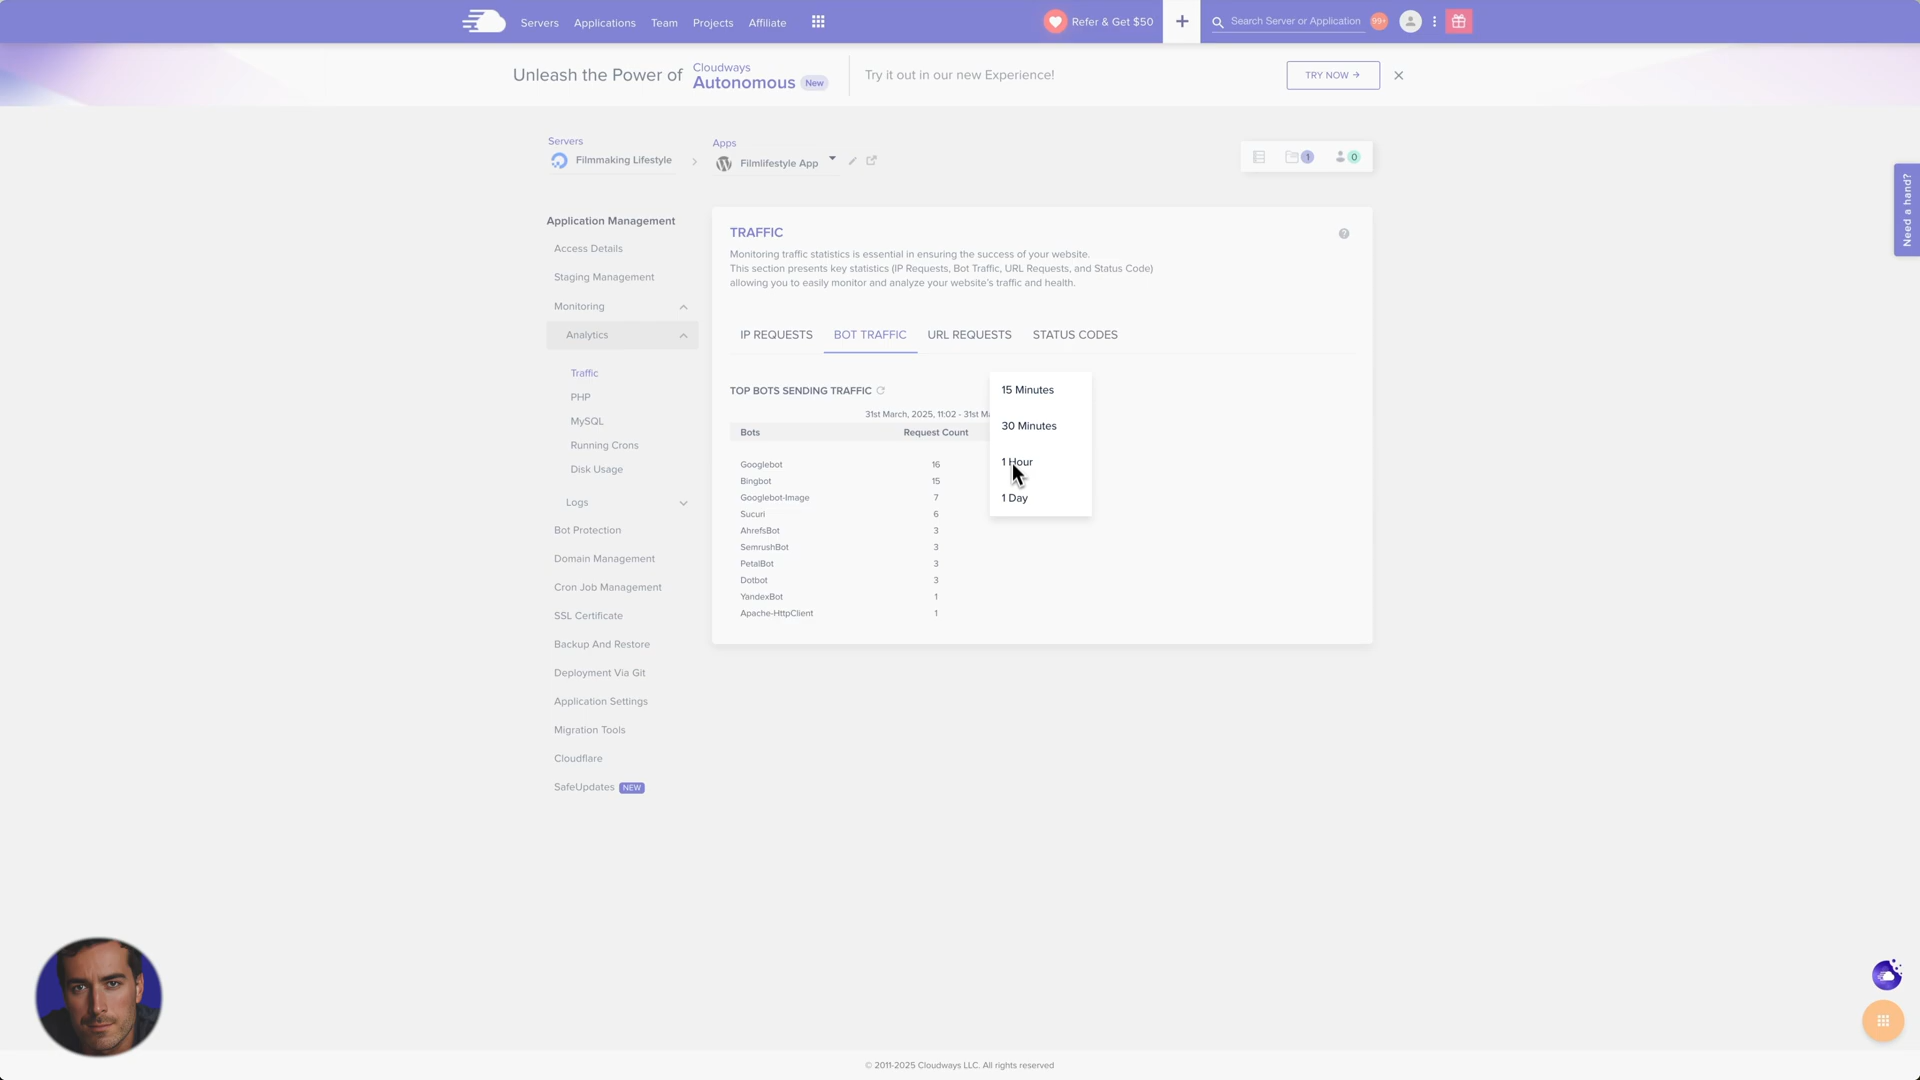 Servers
Applications
Team
Projects
Affiliate
Refer & Get $50
+
Search Server or Application
99+
Unleash the Power of
Cloudways
Autonomous New
Try it out in our new Experience!
TRY NOW →
Servers
Filmmaking Lifestyle
Apps
Filmlifestyle App
1
0
Need a hand?
Application Management
Access Details
Staging Management
Monitoring
Analytics
Traffic
PHP
MySQL
Running Crons
Disk Usage
Logs
Bot Protection
Domain Management
Cron Job Management
SSL Certificate
Backup And Restore
Deployment Via Git
Application Settings
Migration Tools
Cloudflare
SafeUpdates NEW
TRAFFIC
?
Monitoring traffic statistics is essential in ensuring the success of your website.
This section presents key statistics (IP Requests, Bot Traffic, URL Requests, and Status Code)
allowing you to easily monitor and analyze your website's traffic and health.
IP REQUESTS
BOT TRAFFIC
URL REQUESTS
STATUS CODES
TOP BOTS SENDING TRAFFIC
31st March, 2025, 11:02 - 31st Ma
Bots Request Count
Googlebot 16
Bingbot 15
Googlebot-Image 7
Sucuri 6
AhrefsBot 3
SemrushBot 3
PetalBot 3
Dotbot 3
YandexBot 1
Apache-HttpClient 1
15 Minutes
30 Minutes
1 Hour
1 Day
© 2011-2025 Cloudways LLC. All rights reserved